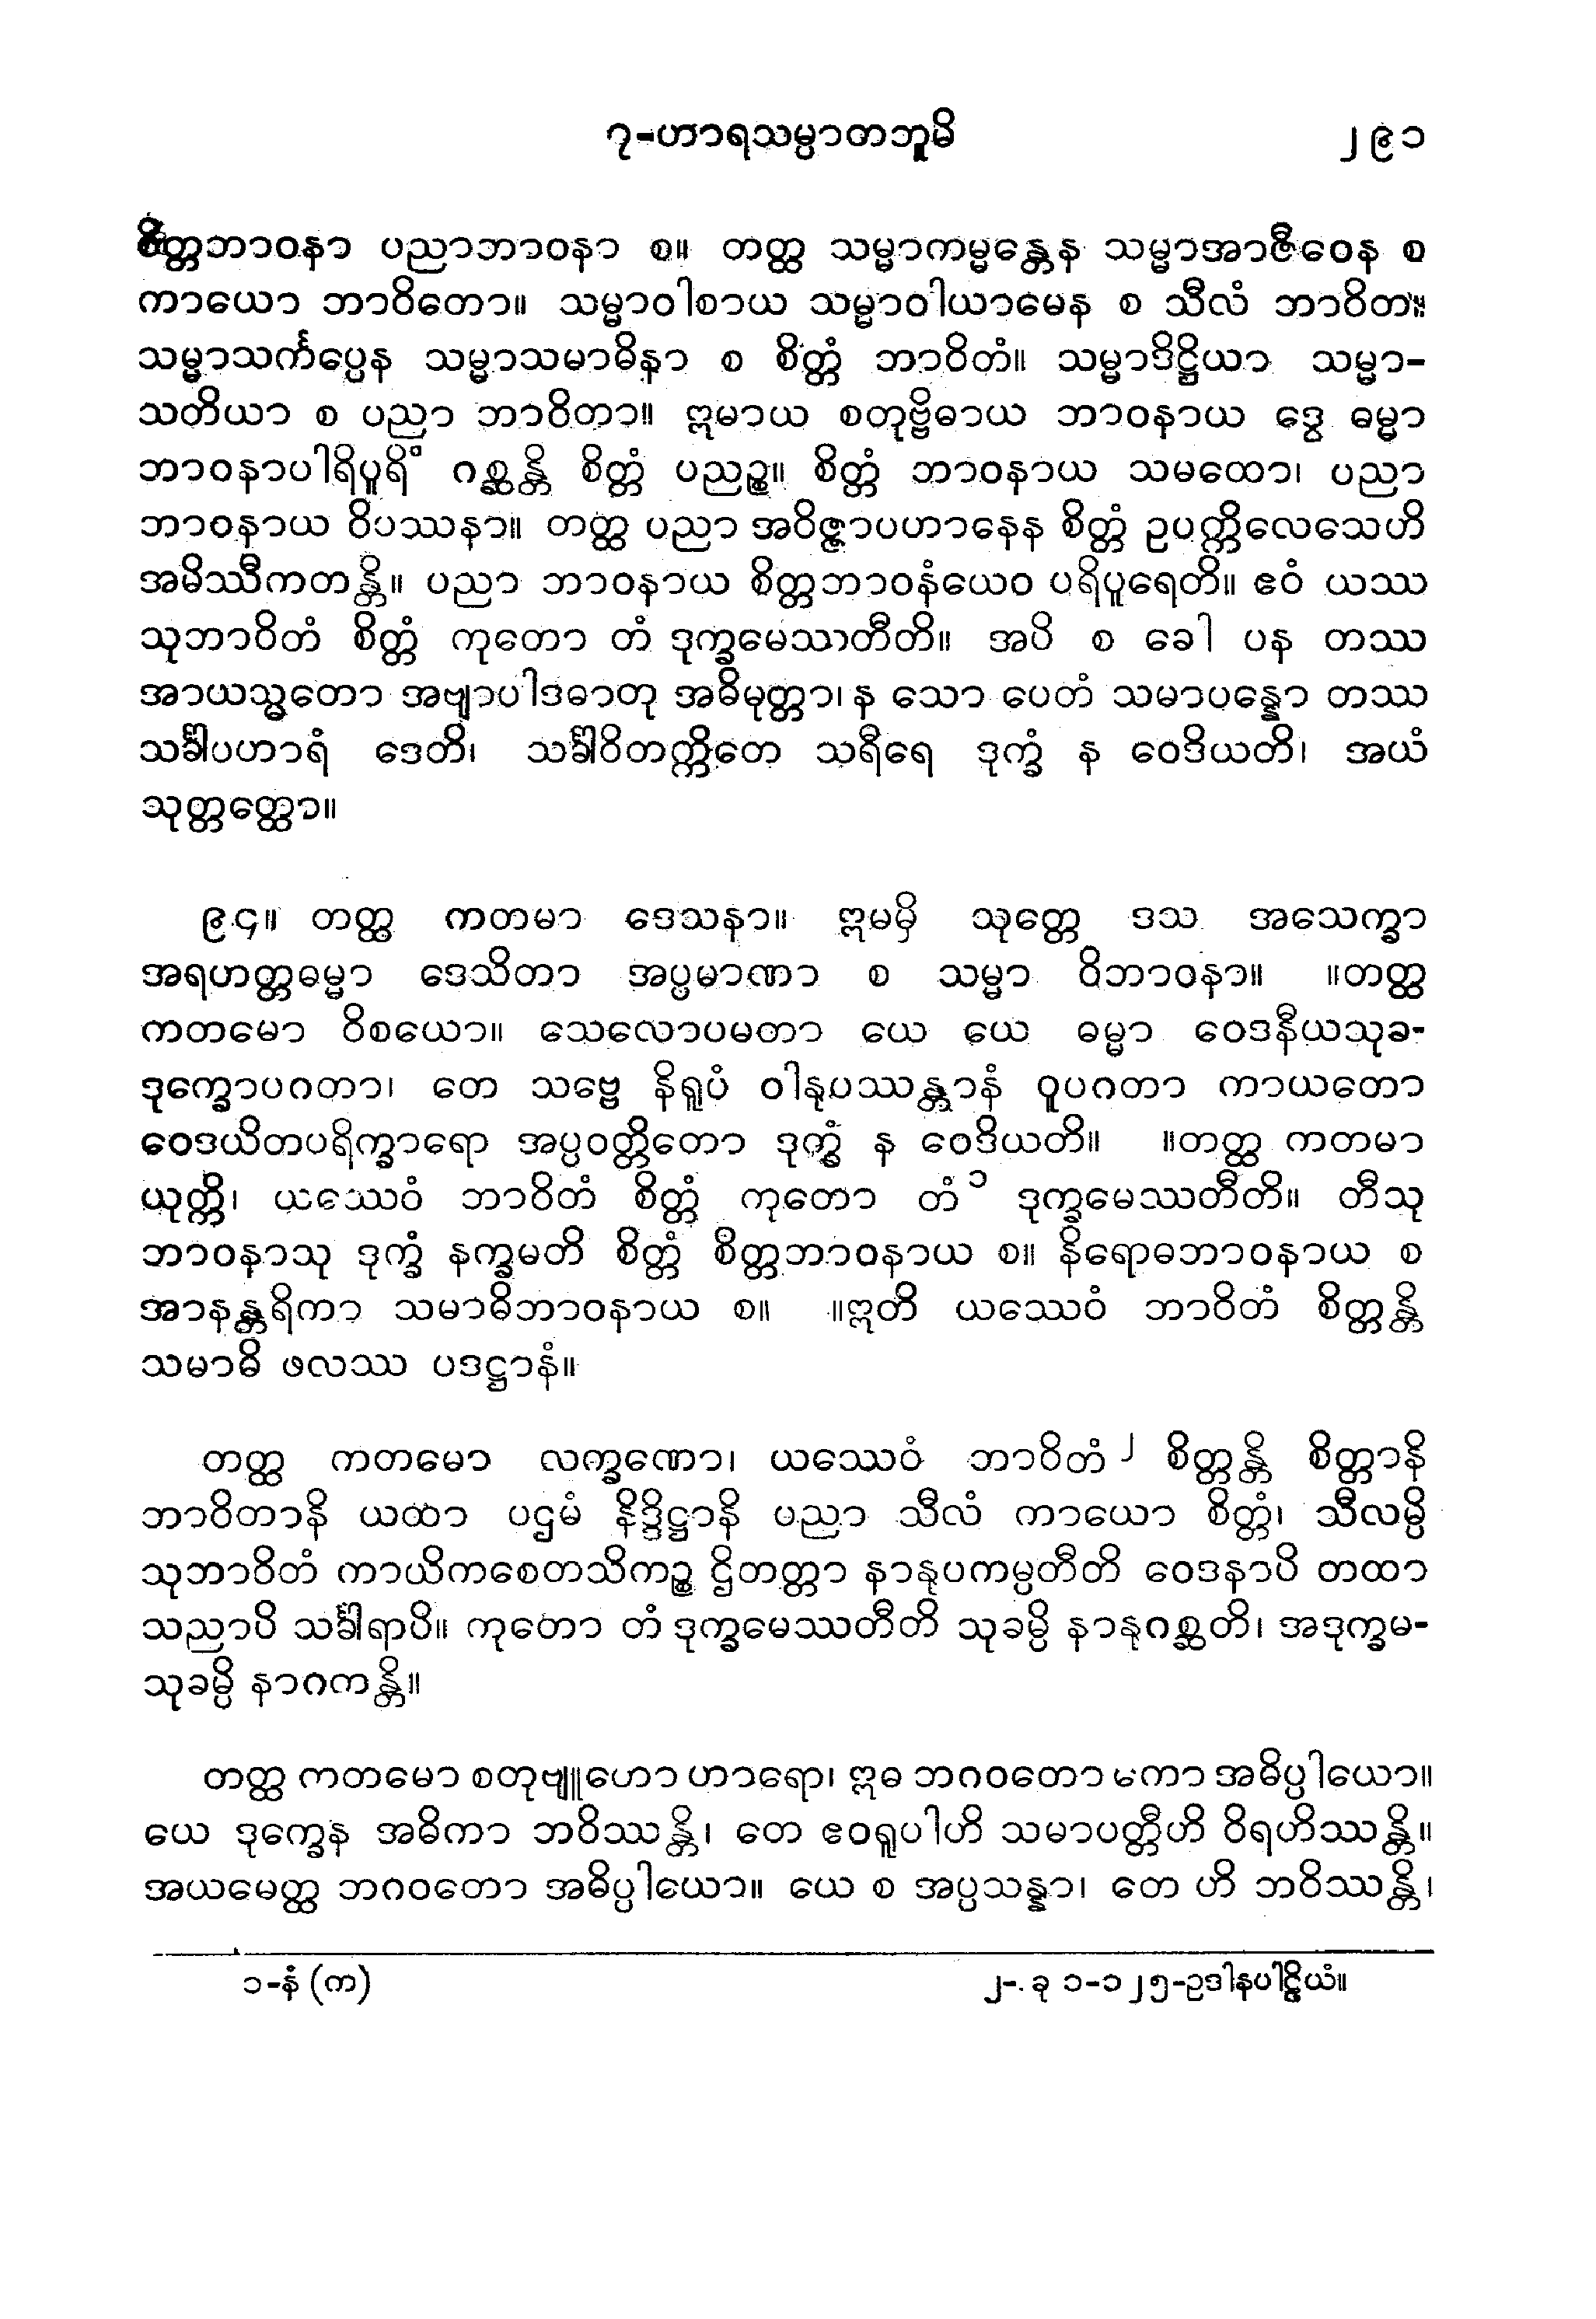 ၇-ဟာရသမ္ပာတဘူမိ ၂၉၁
စိတ္တဘာဝနာ ပညာဘာဝနာ စ။ တတ္ထ သမ္မာကမ္မန္တေန သမ္မာအာဇီဝေန စ
ကာယော ဘာဝိတော။ သမ္မာဝါစာယ သမ္မာဝါယာမေန စ သီလံ ဘာဝိတံ။
သမ္မာသင်္ကပ္ပေန သမ္မာသမာဓိနာ စ စိတ္တံ ဘာဝိတံ။ သမ္မာဒိဋ္ဌိယာ သမ္မာ-
သတိယာ စ ပညာ ဘာဝိတာ။ ဣမာယ စတုဗ္ဗိဓာယ ဘာဝနာယ ဒွေ ဓမ္မာ
ဘာဝနာပါရိပူရိံ ဂစ္ဆန္တိ စိတ္တံ ပညဉ္စ။ စိတ္တံ ဘာဝနာယ သမထော၊ ပညာ
ဘာဝနာယ ဝိပဿနာ။ တတ္ထ ပညာ အဝိဇ္ဇာပဟာနေန စိတ္တံ ဥပက္ကိလေသေဟိ
အမိဿီကတန္တိ။ ပညာ ဘာဝနာယ စိတ္တဘာဝနံယေဝ ပရိပူရေတိ။ ဧဝံ ယဿ
သုဘာဝိတံ စိတ္တံ ကုတော တံ ဒုက္ခမေဿတီတိ။ အပိ စ ခေါ ပန တဿ
အာယသ္မတော အဗျာပါဒဓာတု အဓိမုတ္တာ၊ န သော ပေတံ သမာပန္နော တဿ
သင်္ခါပဟာရံ ဒေတိ၊ သင်္ခါဝိတက္ကိတေ သရီရေ ဒုက္ခံ န ဝေဒိယတိ၊ အယံ
သုတ္တတ္ထော။
၉၄။ တတ္ထ ကတမာ ဒေသနာ။ ဣမမှိ သုတ္တေ ဒသ အသေက္ခာ
အရဟတ္တဓမ္မာ ဒေသိတာ အပ္ပမာဏာ စ သမ္မာ ဝိဘာဝနာ။ ။တတ္ထ
ကတမော ဝိစယော။ သေလောပမတာ ယေ ယေ ဓမ္မာ ဝေဒနီယသုခ-
ဒုက္ခောပဂတာ၊ တေ သဗ္ဗေ နိရူပံ ဝါနုပဿန္တာနံ ဝူပဂတာ ကာယတော
ဝေဒယိတပရိက္ခာရော အပ္ပဝတ္တိတော ဒုက္ခံ န ဝေဒိယတိ။ ။တတ္ထ ကတမာ
ယုတ္တိ၊ ယဿေဝံ ဘာဝိတံ စိတ္တံ ကုတော တံ ၁ ဒုက္ခမေဿတီတိ။ တီသု
ဘာဝနာသု ဒုက္ခံ နက္ခမတိ စိတ္တံ စိတ္တဘာဝနာယ စ။ နိရောဓဘာဝနာယ စ
အာနန္တရိကာ သမာဓိဘာဝနာယ စ။ ။ဣတိ ယဿေဝံ ဘာဝိတံ စိတ္တန္တိ
သမာဓိ ဖလဿ ပဒဋ္ဌာနံ။
တတ္ထ ကတမော လက္ခဏော၊ ယဿေဝံ ဘာဝိတံ ၂ စိတ္တန္တိ စိတ္တာနိ
ဘာဝိတာနိ ယထာ ပဌမံ နိဒ္ဒိဋ္ဌာနိ ပညာ သီလံ ကာယော စိတ္တံ၊ သီလမ္ပိ
သုဘာဝိတံ ကာယိကစေတသိကဉ္စ ဌိတတ္တာ နာနုပကမ္ပတီတိ ဝေဒနာပိ တထာ
သညာပိ သင်္ခါရာပိ။ ကုတော တံ ဒုက္ခမေဿတီတိ သုခမ္ပိ နာနုဂစ္ဆတိ၊ အဒုက္ခမ-
သုခမ္ပိ နာဂကန္တိ။
တတ္ထ ကတမော စတုဗျူဟော ဟာရော၊ ဣဓ ဘဂဝတော ကော အဓိပ္ပါယော။
ယေ ဒုက္ခေန အဓိကာ ဘဝိဿန္တိ၊ တေ ဧဝရူပါဟိ သမာပတ္တီဟိ ဝိရဟိဿန္တိ။
အယမေတ္ထ ဘဂဝတော အဓိပ္ပါယော။ ယေ စ အပ္ပသန္နာ၊ တေ ဟိ ဘဝိဿန္တိ၊
၁-နံ (က) ၂-. ခု ၁-၁၂၅-ဥဒါနပါဠိယံ။